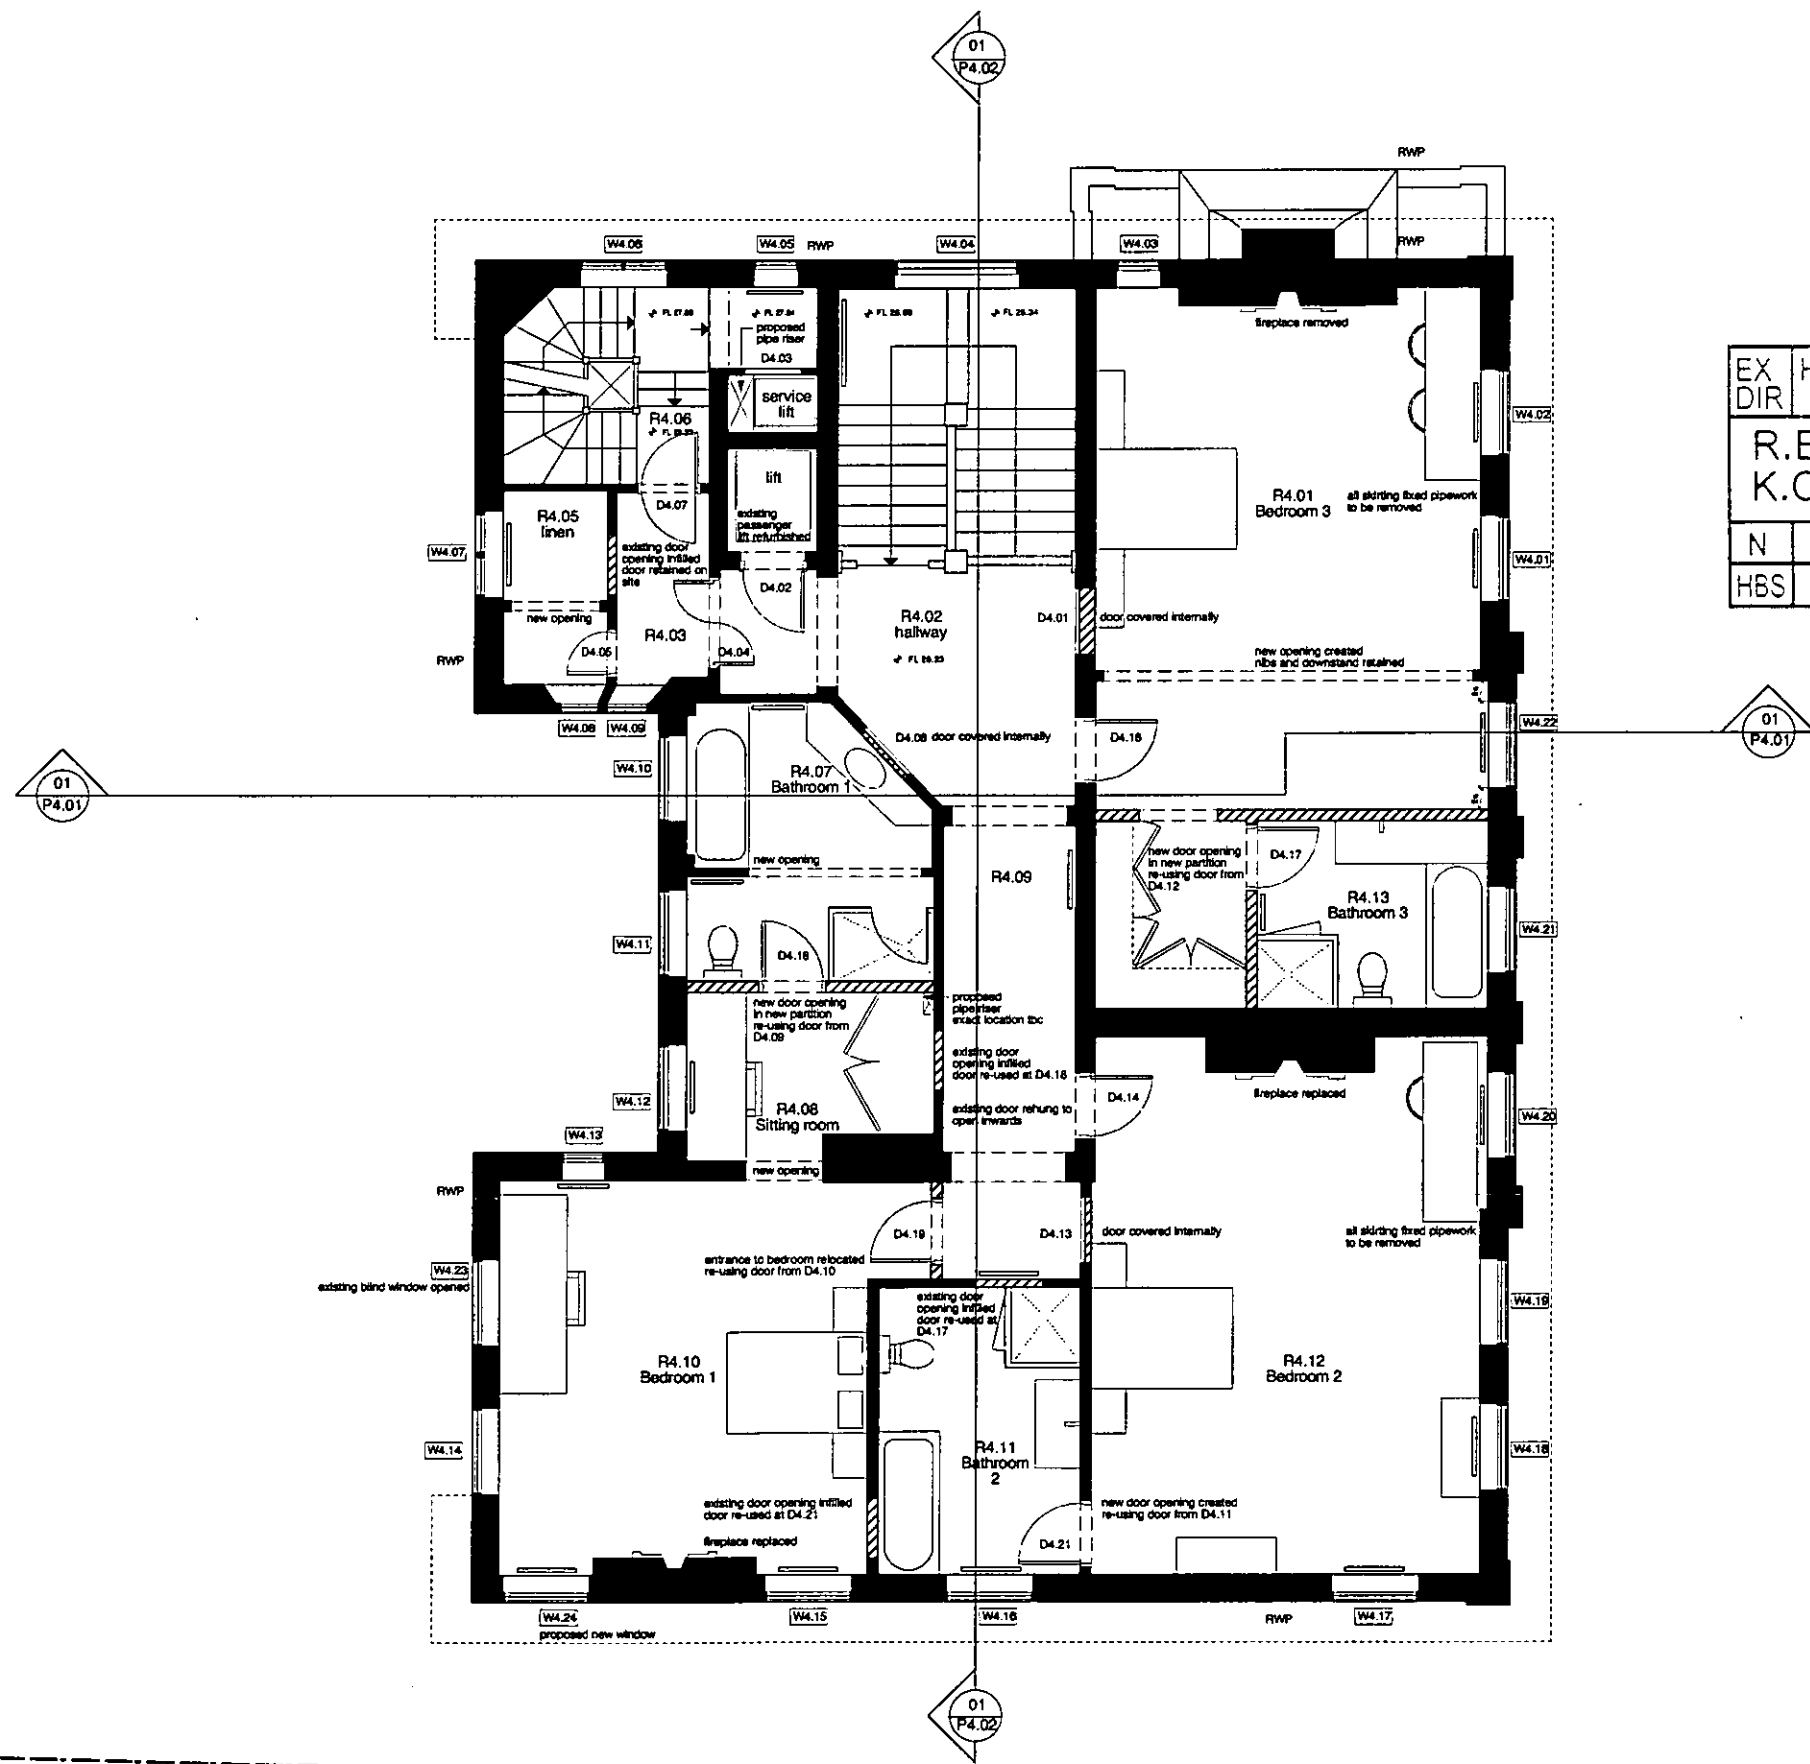 01
P4.02
RWP
W4.06
W4.05
RWP
W4.04
W4.03
RWP
FL 26.34
proposed
pipe riser
D4.03
service
lift
R4.06
fireplace removed
EX
DIR
W4.02
lift
existing
passenger
lift refurbished
D4.07
R4.05
linen
R4.01
Bedroom 3
all skirting fixed pipework
to be removed
N
HBS
W4.07
existing door
opening infilled
door retained on
site
W4.01
D4.02
new opening
R4.03
R4.02
hallway
D4.01
door covered internally
RWP
D4.05
D4.04
new opening created
nibs and downstand retained
W4.08
W4.09
D4.08 door covered internally
D4.16
W4.22
01
P4.01
W4.10
R4.07
Bathroom 1
01
P4.01
new opening
R4.09
new door opening
in new partition
re-using door from
D4.12
D4.17
R4.13
Bathroom 3
W4.11
D4.18
W4.21
new door opening
in new partition
re-using door from
D4.09
proposed
pipe riser
exact location tbc
existing door
opening infilled
door re-used at D4.18
W4.12
R4.08
Sitting room
existing door rehung to
open inwards
D4.14
fireplace replaced
W4.20
W4.13
new opening
RWP
D4.19
D4.13
door covered internally
all skirting fixed pipework
to be removed
W4.23
existing blind window opened
entrance to bedroom relocated
re-using door from D4.10
existing door
opening infilled
door re-used at
D4.17
W4.19
R4.10
Bedroom 1
R4.12
Bedroom 2
W4.14
R4.11
Bathroom
2
W4.18
existing door opening infilled
door re-used at D4.21
new door opening created
re-using door from D4.11
fireplace replaced
D4.21
W4.24
proposed new window
W4.15
W4.16
RWP
W4.17
01
P4.02